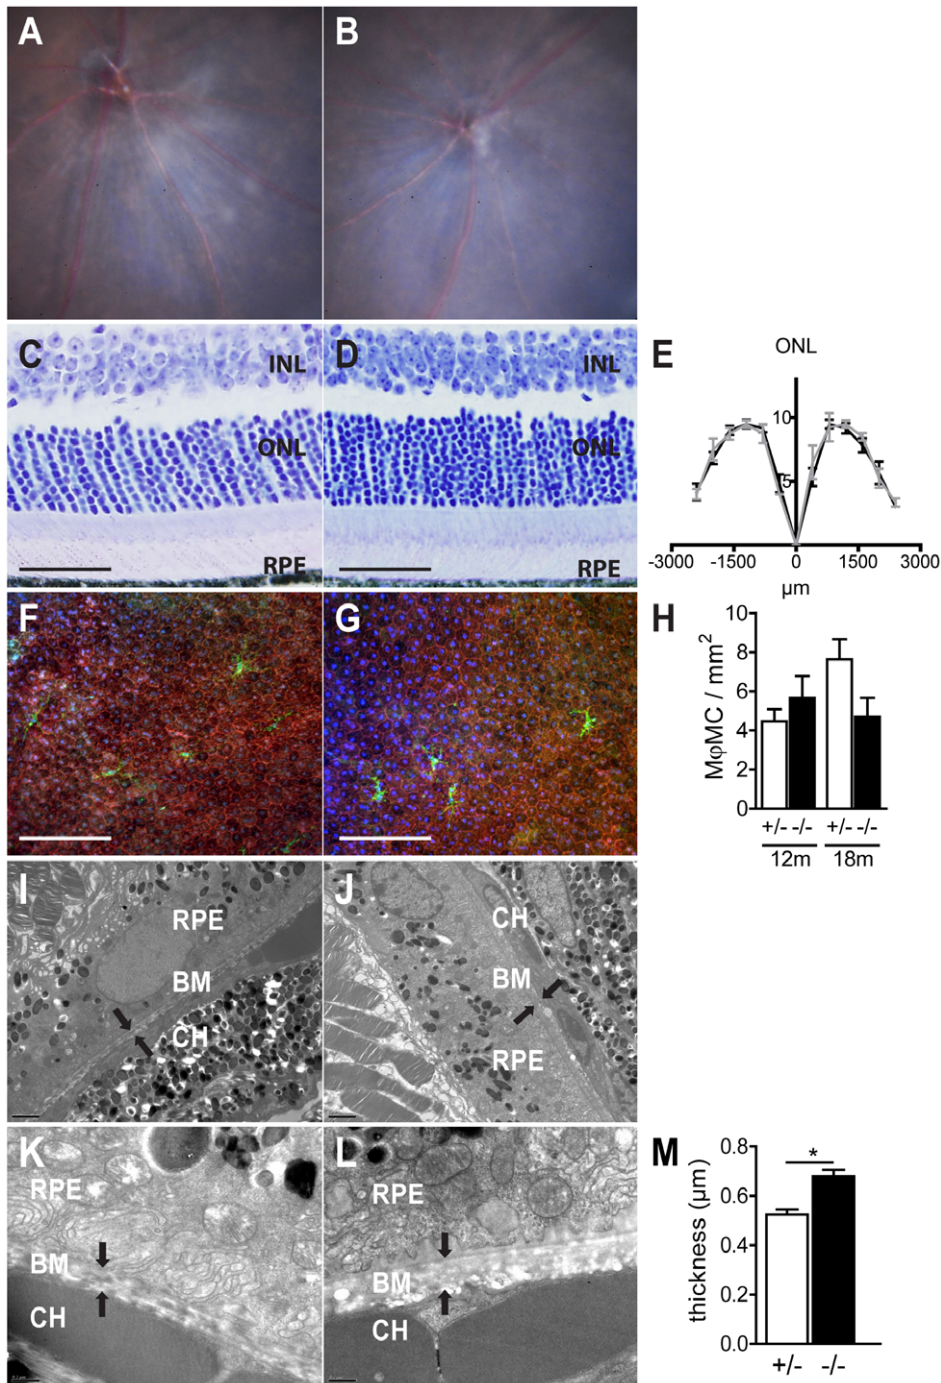 A
B
C
INL
ONL
RPE
D
INL
ONL
RPE
E
ONL
10
5
-3000 -1500 0 1500 3000
µm
F
G
H
MφMC / mm2
10
8
6
4
2
0
+/- -/- +/- -/-
12m 18m
I
RPE
BM
CH
J
CH
BM
RPE
K
RPE
BM
CH
L
RPE
BM
CH
M
thickness (µm)
0.8
0.6
0.4
0.2
0.0
*
+/- -/-